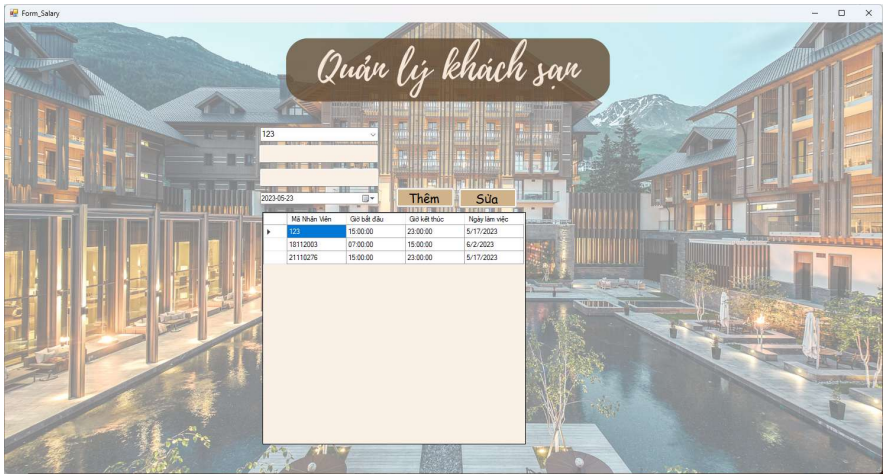 Form_Salary
Quản lý khách sạn
123
2023-05-23
Thêm Sửa
Mã Nhân Viên Giờ bắt đầu Giờ kết thúc Ngày làm việc
123 15:00:00 23:00:00 5/17/2023
18112003 07:00:00 15:00:00 6/2/2023
21110276 15:00:00 23:00:00 5/17/2023